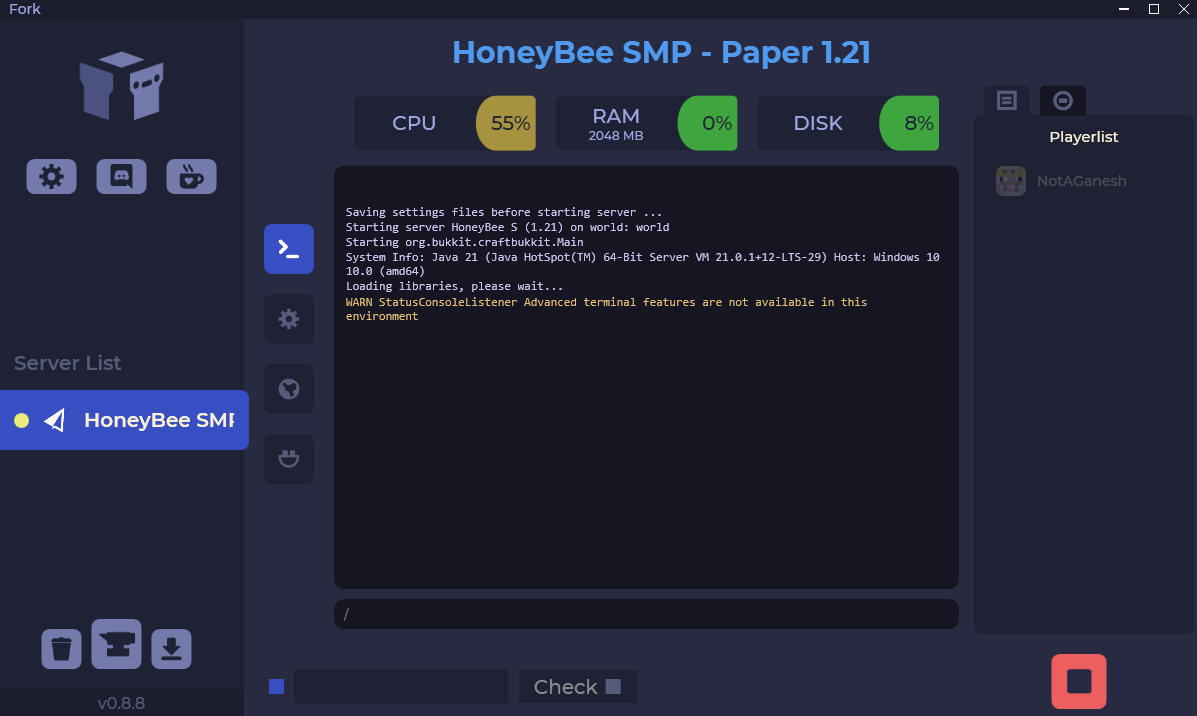 Fork
HoneyBee SMP - Paper 1.21
CPU
55%
RAM
2048 MB
0%
DISK
8%
Playerlist
NotAGanesh
Saving settings files before starting server ...
Starting server HoneyBee S (1.21) on world: world
Starting org.bukkit.craftbukkit.Main
System Info: Java 21 (Java HotSpot(TM) 64-Bit Server VM 21.0.1+12-LTS-29) Host: Windows 10
10.0 (amd64)
Loading libraries, please wait...
WARN StatusConsoleListener Advanced terminal features are not available in this
environment
Server List
HoneyBee SMP
/
Check
v0.8.8